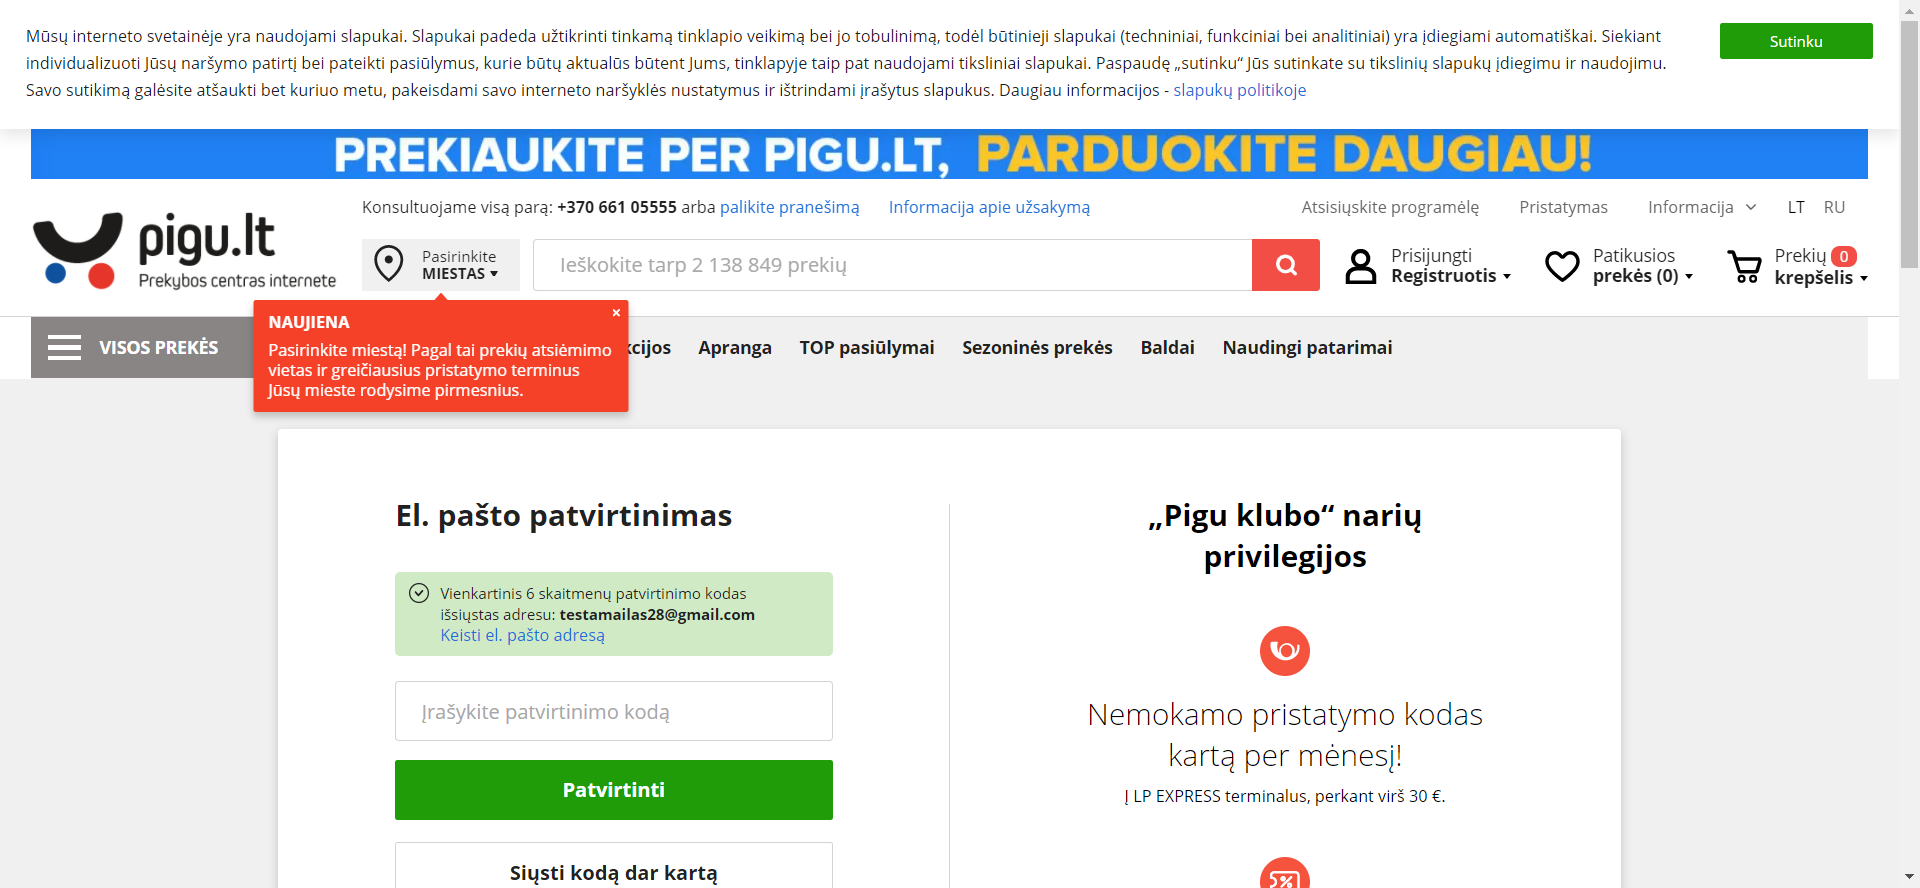 Mūsų interneto svetainėje yra naudojami slapukai. Slapukai padeda užtikrinti tinkamą tinklapio veikimą bei jo tobulinimą, todėl būtinieji slapukai (techniniai, funkciniai bei analitiniai) yra įdiegiami automatiškai. Siekiant
individualizuoti Jūsų naršymo patirtį bei pateikti pasiūlymus, kurie būtų aktualūs būtent Jums, tinklapyje taip pat naudojami tiksliniai slapukai. Paspaudę „sutinku“ Jūs sutinkate su tikslinių slapukų įdiegimu ir naudojimu.
Savo sutikimą galėsite atšaukti bet kuriuo metu, pakeisdami savo interneto naršyklės nustatymus ir ištrindami įrašytus slapukus. Daugiau informacijos - slapukų politikoje
Sutinku
PREKIAUKITE PER PIGU.LT, PARDUOKITE DAUGIAU!
Konsultuojame visą parą: +370 661 05555 arba palikite pranešimą Informacija apie užsakymą
Atsisiųskite programėlę Pristatymas Informacija LT RU
pigu.lt
Prekybos centras internete
Pasirinkite
MIESTAS
Ieškokite tarp 2 138 849 prekių
Prisijungti
Registruotis
Patikusios
prekės (0)
Prekių 0
krepšelis
VISOS PREKĖS
NAUJIENA ×
Pasirinkite miestą! Pagal tai prekių atsiėmimo
vietas ir greičiausius pristatymo terminus
Jūsų mieste rodysime pirmesnius.
kcijos Apranga TOP pasiūlymai Sezoninės prekės Baldai Naudingi patarimai
El. pašto patvirtinimas
Vienkartinis 6 skaitmenų patvirtinimo kodas
išsiųstas adresu: testamailas28@gmail.com
Keisti el. pašto adresą
Įrašykite patvirtinimo kodą
Patvirtinti
Siųsti kodą dar kartą
„Pigu klubo“ narių
privilegijos
Nemokamo pristatymo kodas
kartą per mėnesį!
Į LP EXPRESS terminalus, perkant virš 30 €.